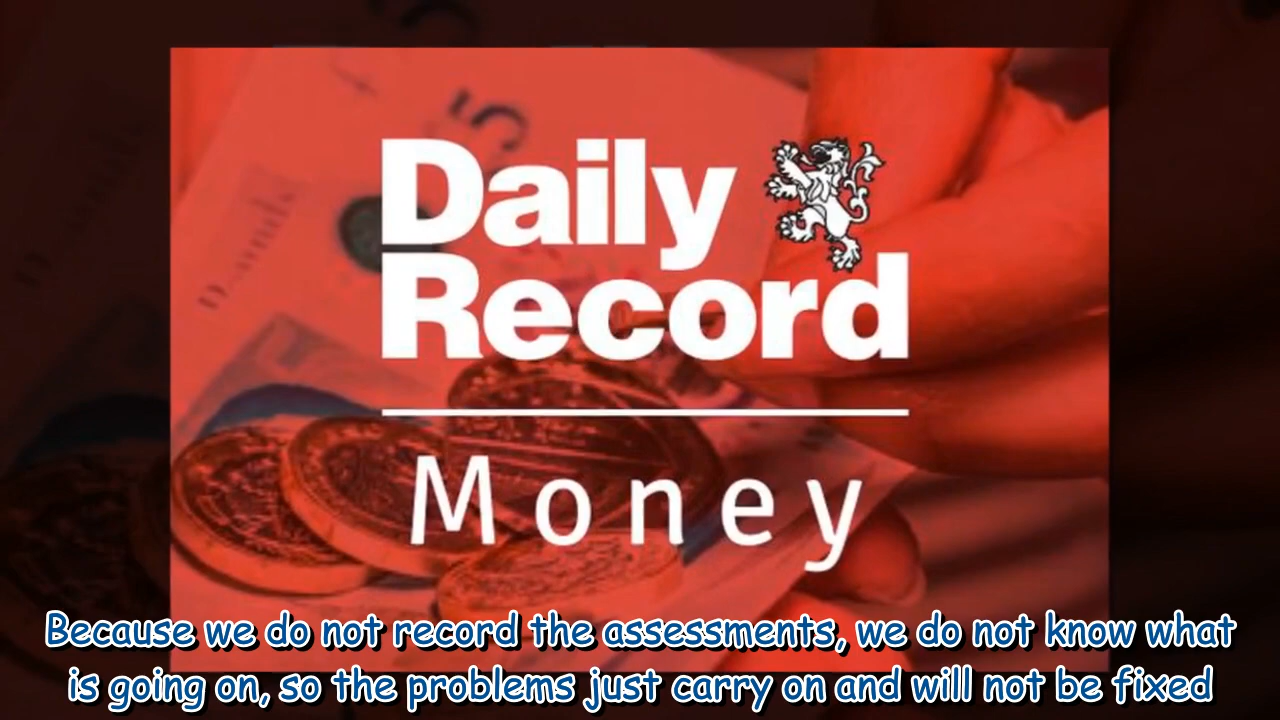 Daily
Record
Money
Because we do not record the assessments, we do not know what
is going on, so the problems just carry on and will not be fixed